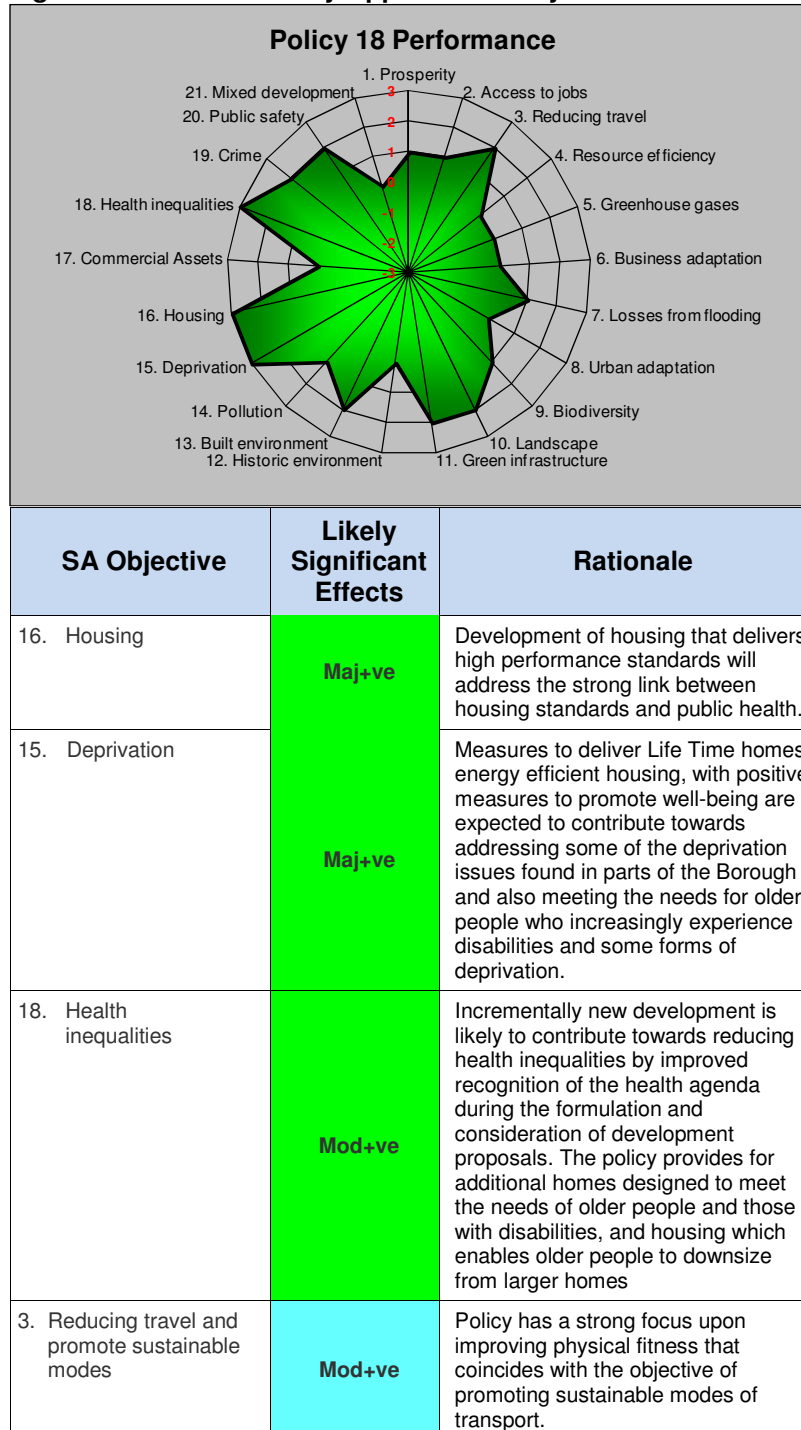 Policy 18 Performance
1. Prosperity
2. Access to jobs
3. Reducing travel
4. Resource efficiency
5. Greenhouse gases
6. Business adaptation
7. Losses from flooding
8. Urban adaptation
9. Biodiversity
10. Landscape
11. Green infrastructure
12. Historic environment
13. Built environment
14. Pollution
15. Deprivation
16. Housing
17. Commercial Assets
18. Health inequalities
19. Crime
20. Public safety
21. Mixed development
3
2
1
0
-1
-2
-3
SA Objective
Likely
Significant
Effects
Rationale
16. Housing
Maj+ve
Development of housing that delivers
high performance standards will
address the strong link between
housing standards and public health.
15. Deprivation
Maj+ve
Measures to deliver Life Time homes
energy efficient housing, with positive
measures to promote well-being are
expected to contribute towards
addressing some of the deprivation
issues found in parts of the Borough
and also meeting the needs for older
people who increasingly experience
disabilities and some forms of
deprivation.
18. Health
inequalities
Mod+ve
Incrementally new development is
likely to contribute towards reducing
health inequalities by improved
recognition of the health agenda
during the formulation and
consideration of development
proposals. The policy provides for
additional homes designed to meet
the needs of older people and those
with disabilities, and housing which
enables older people to downsize
from larger homes
3. Reducing travel and
promote sustainable
modes
Mod+ve
Policy has a strong focus upon
improving physical fitness that
coincides with the objective of
promoting sustainable modes of
transport.